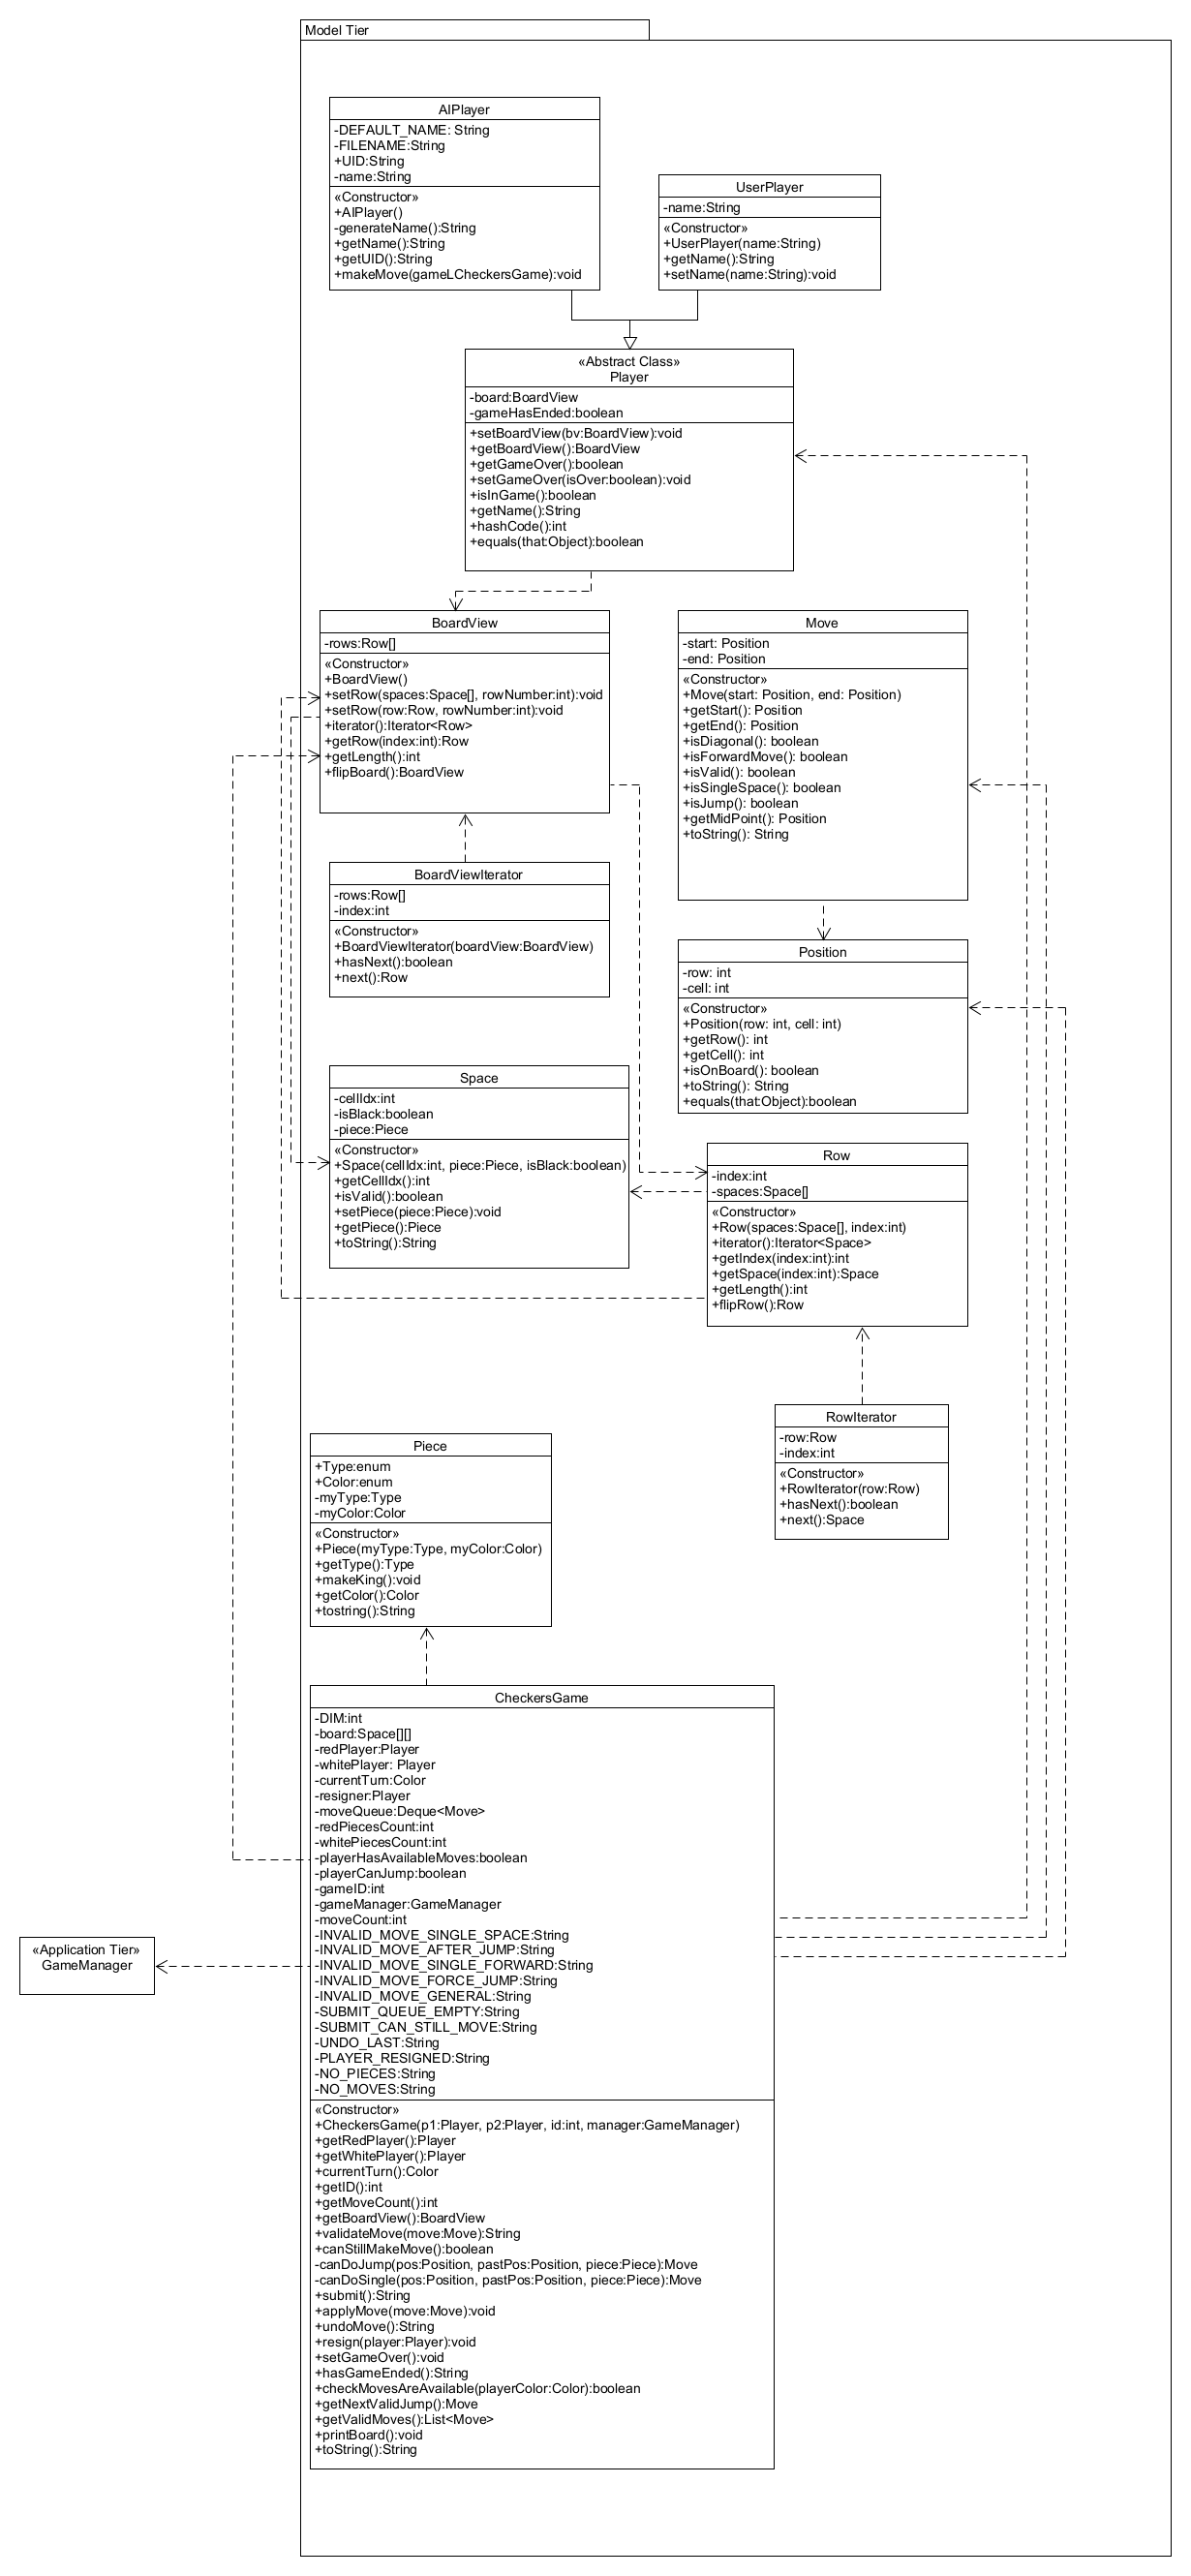 Model Tier
AIPlayer
-DEFAULT_NAME: String
-FILENAME:String
+UID:String
-name:String
«Constructor»
+AIPlayer()
-generateName():String
+getName():String
+getUID():String
+makeMove(gameLCheckersGame):void
UserPlayer
-name:String
«Constructor»
+UserPlayer(name:String)
+getName():String
+setName(name:String):void
«Abstract Class»
Player
-board:BoardView
-gameHasEnded:boolean
+setBoardView(bv:BoardView):void
+getBoardView():BoardView
+getGameOver():boolean
+setGameOver(isOver:boolean):void
+isInGame():boolean
+getName():String
+hashCode():int
+equals(that:Object):boolean
BoardView
-rows:Row[]
«Constructor»
+BoardView()
+setRow(spaces:Space[], rowNumber:int):void
+setRow(row:Row, rowNumber:int):void
+iterator():Iterator<Row>
+getRow(index:int):Row
+getLength():int
+flipBoard():BoardView
Move
-start: Position
-end: Position
«Constructor»
+Move(start: Position, end: Position)
+getStart(): Position
+getEnd(): Position
+isDiagonal(): boolean
+isForwardMove(): boolean
+isValid(): boolean
+isSingleSpace(): boolean
+isJump(): boolean
+getMidPoint(): Position
+toString(): String
BoardViewIterator
-rows:Row[]
-index:int
«Constructor»
+BoardViewIterator(boardView:BoardView)
+hasNext():boolean
+next():Row
Position
-row: int
-cell: int
«Constructor»
+Position(row: int, cell: int)
+getRow(): int
+getCell(): int
+isOnBoard(): boolean
+toString(): String
+equals(that:Object):boolean
Space
-cellIdx:int
-isBlack:boolean
-piece:Piece
«Constructor»
+Space(cellIdx:int, piece:Piece, isBlack:boolean)
+getCellIdx():int
+isValid():boolean
+setPiece(piece:Piece):void
+getPiece():Piece
+toString():String
Row
-index:int
-spaces:Space[]
«Constructor»
+Row(spaces:Space[], index:int)
+iterator():Iterator<Space>
+getIndex(index:int):int
+getSpace(index:int):Space
+getLength():int
+flipRow():Row
RowIterator
-row:Row
-index:int
«Constructor»
+RowIterator(row:Row)
+hasNext():boolean
+next():Space
Piece
+Type:enum
+Color:enum
-myType:Type
-myColor:Color
«Constructor»
+Piece(myType:Type, myColor:Color)
+getType():Type
+makeKing():void
+getColor():Color
+tostring():String
CheckersGame
-DIM:int
-board:Space[][]
-redPlayer:Player
-whitePlayer: Player
-currentTurn:Color
-resigner:Player
-moveQueue:Deque<Move>
-redPiecesCount:int
-whitePiecesCount:int
-playerHasAvailableMoves:boolean
-playerCanJump:boolean
-gameID:int
-gameManager:GameManager
-moveCount:int
-INVALID_MOVE_SINGLE_SPACE:String
-INVALID_MOVE_AFTER_JUMP:String
-INVALID_MOVE_SINGLE_FORWARD:String
-INVALID_MOVE_FORCE_JUMP:String
-INVALID_MOVE_GENERAL:String
-SUBMIT_QUEUE_EMPTY:String
-SUBMIT_CAN_STILL_MOVE:String
-UNDO_LAST:String
-PLAYER_RESIGNED:String
-NO_PIECES:String
-NO_MOVES:String
«Constructor»
+CheckersGame(p1:Player, p2:Player, id:int, manager:GameManager)
+getRedPlayer():Player
+getWhitePlayer():Player
+currentTurn():Color
+getID():int
+getMoveCount():int
+getBoardView():BoardView
+validateMove(move:Move):String
+canStillMakeMove():boolean
-canDoJump(pos:Position, pastPos:Position, piece:Piece):Move
-canDoSingle(pos:Position, pastPos:Position, piece:Piece):Move
+submit():String
+applyMove(move:Move):void
+undoMove():String
+resign(player:Player):void
+setGameOver():void
+hasGameEnded():String
+checkMovesAreAvailable(playerColor:Color):boolean
+getNextValidJump():Move
+getValidMoves():List<Move>
+printBoard():void
+toString():String
«Application Tier»
GameManager